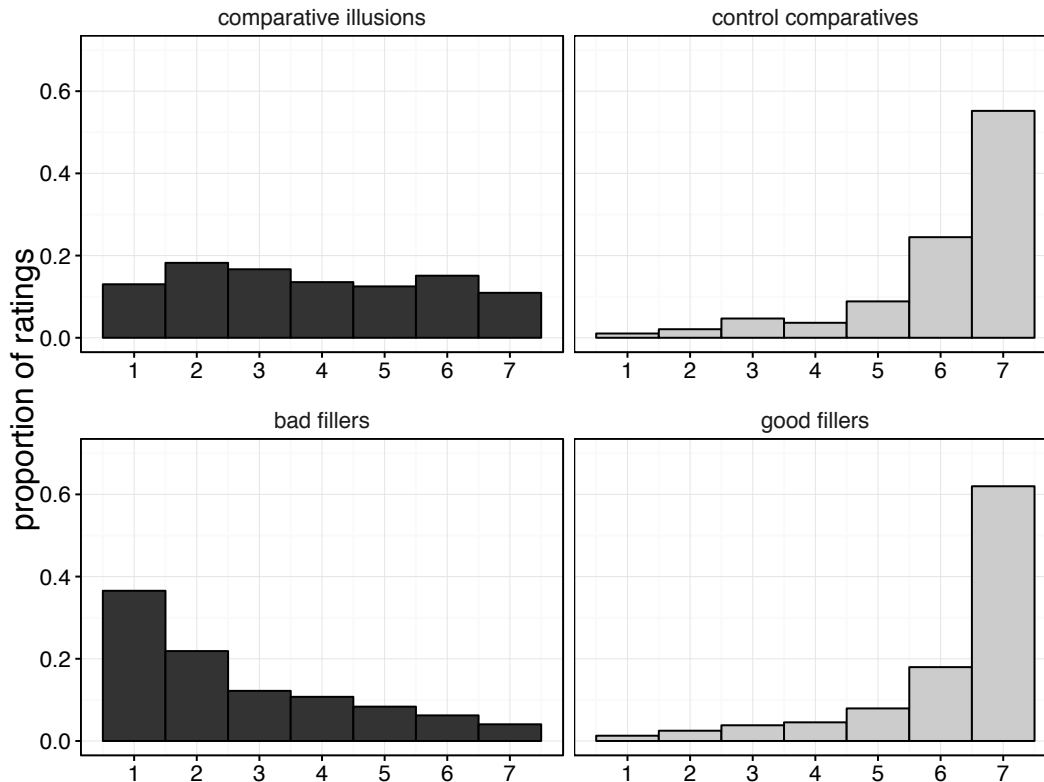 comparative illusions
control comparatives
proportion of ratings
0.6
0.4
0.2
0.0
1 2 3 4 5 6 7
1 2 3 4 5 6 7
bad fillers
good fillers
0.6
0.4
0.2
0.0
1 2 3 4 5 6 7
1 2 3 4 5 6 7